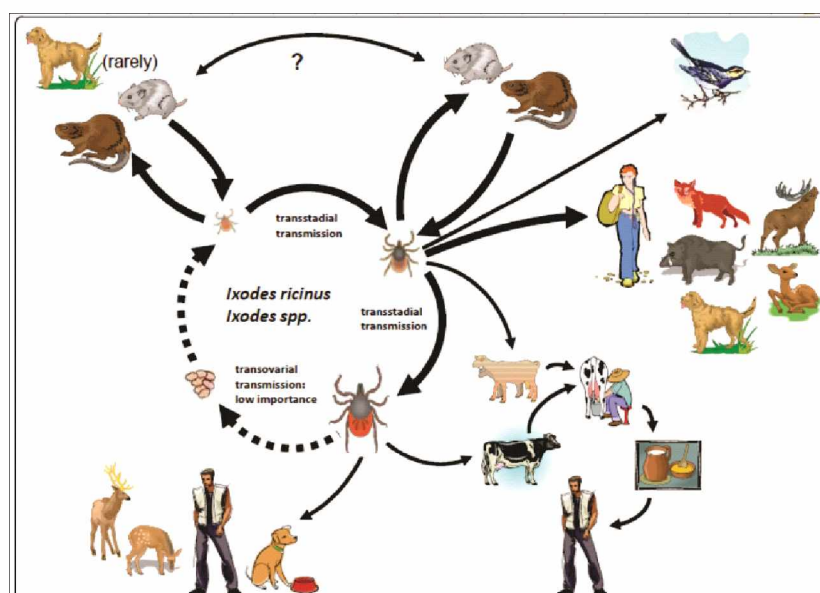 (rarely)
?
transstadial
transmission
Ixodes ricinus
Ixodes spp.
transstadial
transmission
transovarial
transmission:
low importance